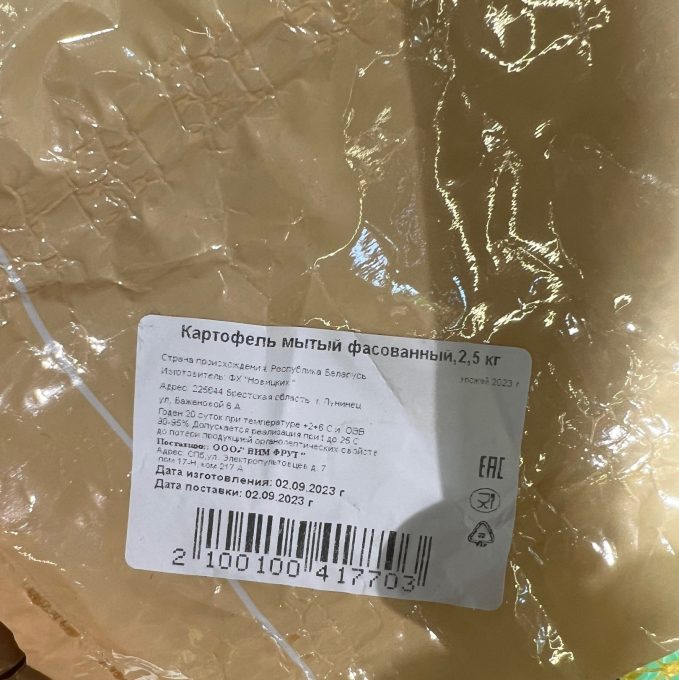 Картофель мытый фасованный, 2,5 кг
Страна происхождения Республика Беларусь
урожай 2023 г
Изготовитель: ФХ "Новицких"
Адрес: 225644 Брестская область, г. Лунинец
ул. Баженовой 6 А
Годен 20 суток при температуре +2+6 С и ОВВ
90-95%. Допускается реализация при t до 25 С
до потери продукцией органолептических свойств
Поставщик: ООО "ВИМ ФРУТ"
Адрес: СПб, ул. Электропультовцев д. 7
пом 17-Н, ком 217-А
Дата изготовления: 02.09.2023 г
Дата поставки: 02.09.2023 г
EAC
2 100100 417703